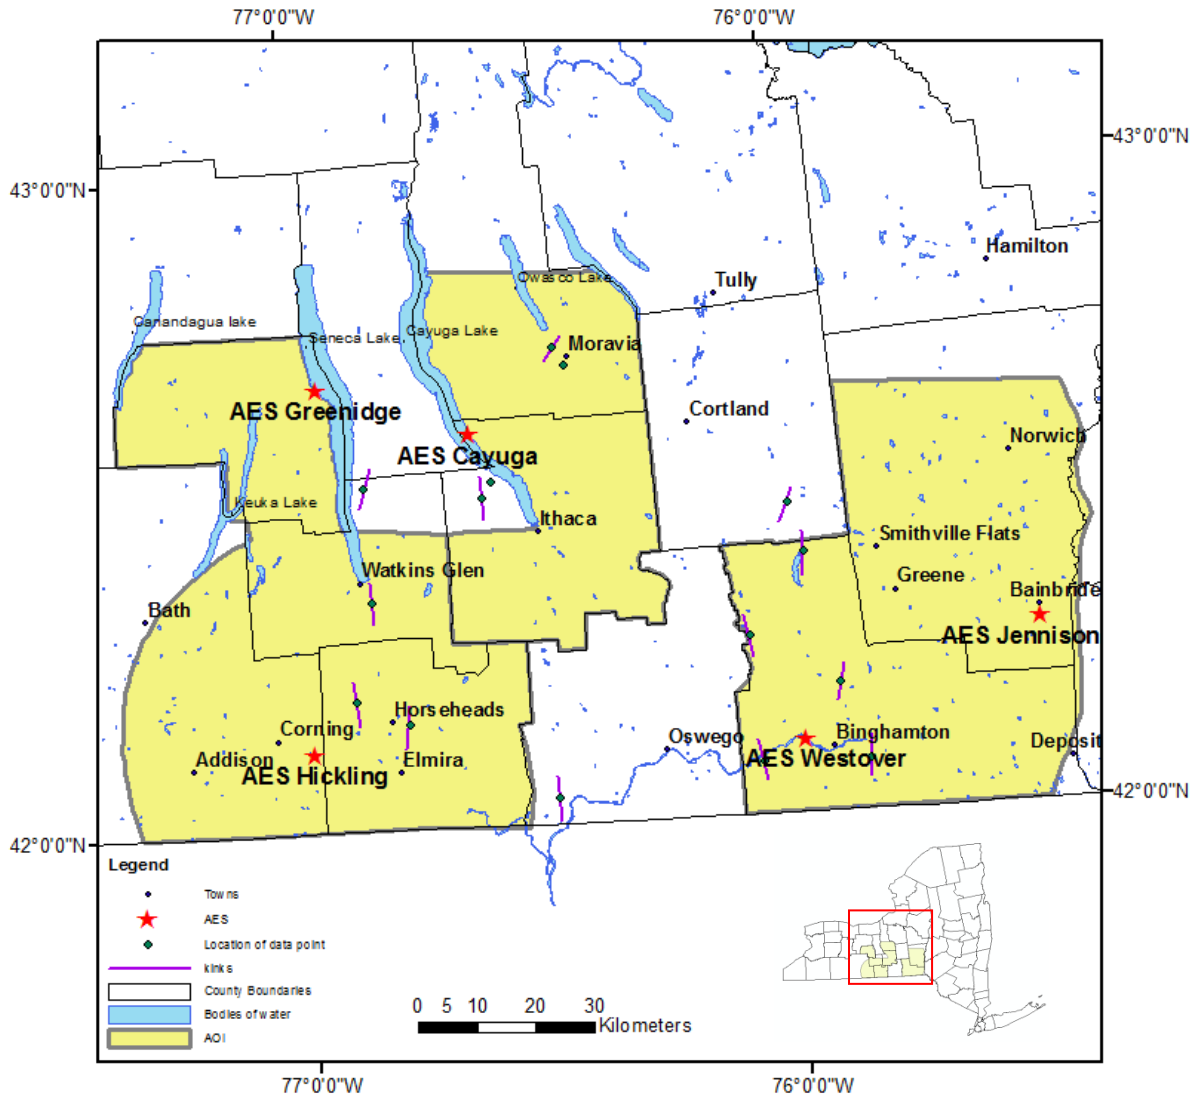 77°0'0"W
76°0'0"W
43°0'0"N
43°0'0"N
Hamilton
Owasco Lake
Tully
Canandagua lake
Seneca Lake
Cayuga Lake
Moravia
AES Greenidge
Cortland
AES Cayuga
Norwich
Keuka Lake
Ithaca
Smithville Flats
Watkins Glen
Greene
Bainbridge
Bath
AES Jennison
Horseheads
Corning
Oswego
Binghamton
Deposit
Addison
Elmira
AES Westover
AES Hickling
42°0'0"N
42°0'0"N
Legend
Towns
AES
Location of data point
kinks
County Boundaries
Bodies of water
AOI
0 5 10 20 30
Kilometers
77°0'0"W
76°0'0"W